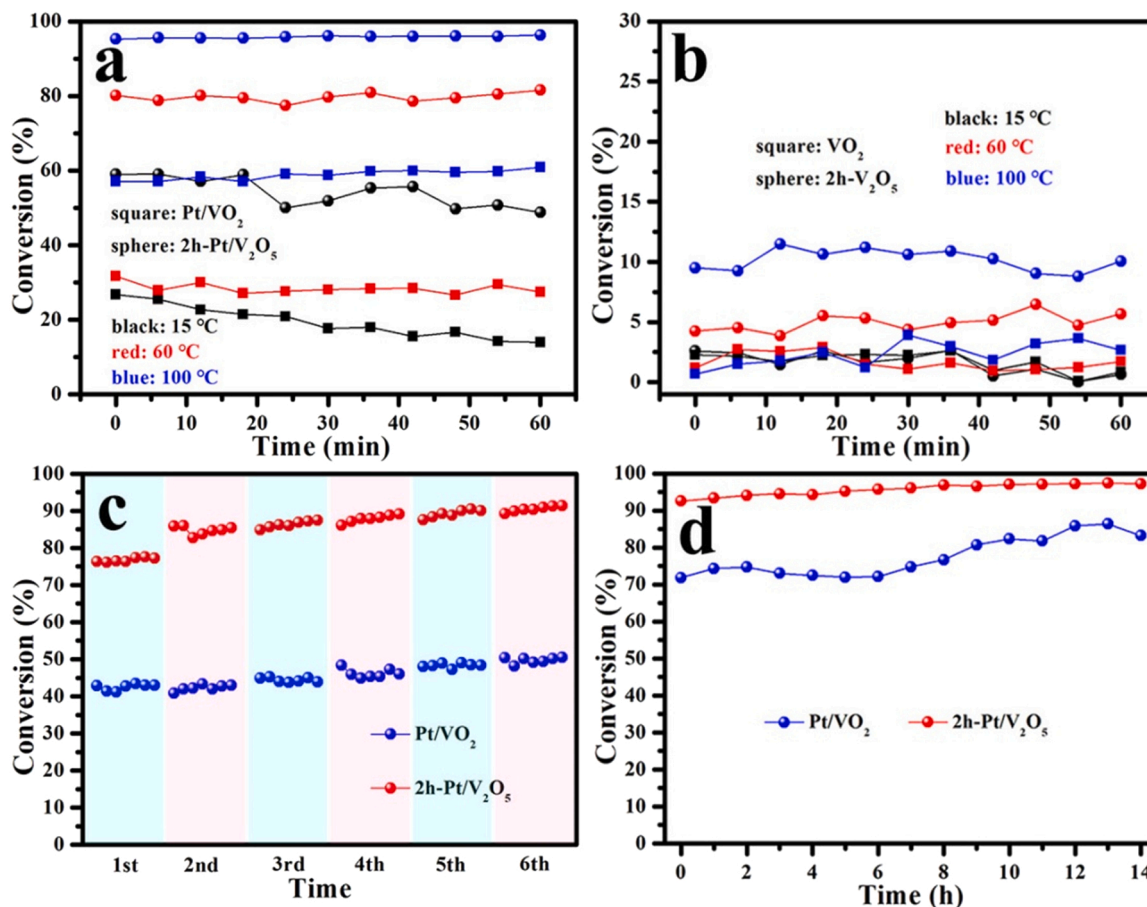 a
Conversion (%)
100
80
60
40
20
0
square: Pt/VO₂
sphere: 2h-Pt/V₂O₅
black: 15 °C
red: 60 °C
blue: 100 °C
0 10 20 30 40 50 60
Time (min)
b
Conversion (%)
30
25
20
15
10
5
0
square: VO₂
sphere: 2h-V₂O₅
black: 15 °C
red: 60 °C
blue: 100 °C
0 10 20 30 40 50 60
Time (min)
c
Conversion (%)
100
90
80
70
60
50
40
30
20
10
0
Pt/VO₂
2h-Pt/V₂O₅
1st 2nd 3rd 4th 5th 6th
Time
d
Conversion (%)
100
90
80
70
60
50
40
30
20
10
0
Pt/VO₂ 2h-Pt/V₂O₅
0 2 4 6 8 10 12 14
Time (h)